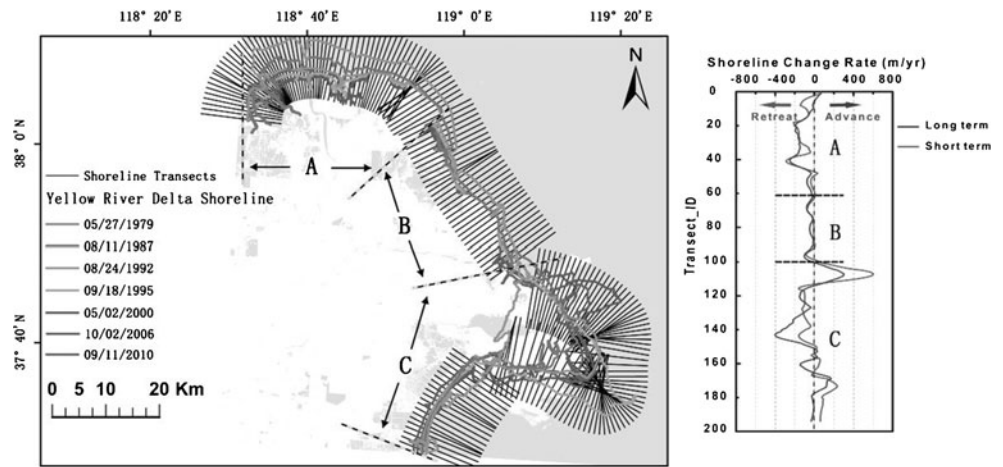 118° 20′ E
118° 40′ E
119° 0′ E
119° 20′ E
38° 0′ N
37° 40′ N
N
A
B
C
Shoreline Transects
Yellow River Delta Shoreline
05/27/1979
08/11/1987
08/24/1992
09/18/1995
05/02/2000
10/02/2006
09/11/2010
0 5 10 20 Km
Shoreline Change Rate (m/yr)
-800 -400 0 400 800
Retreat Advance
Transect_ID
0
20
40
60
80
100
120
140
160
180
200
A
B
C
Long term
Short term